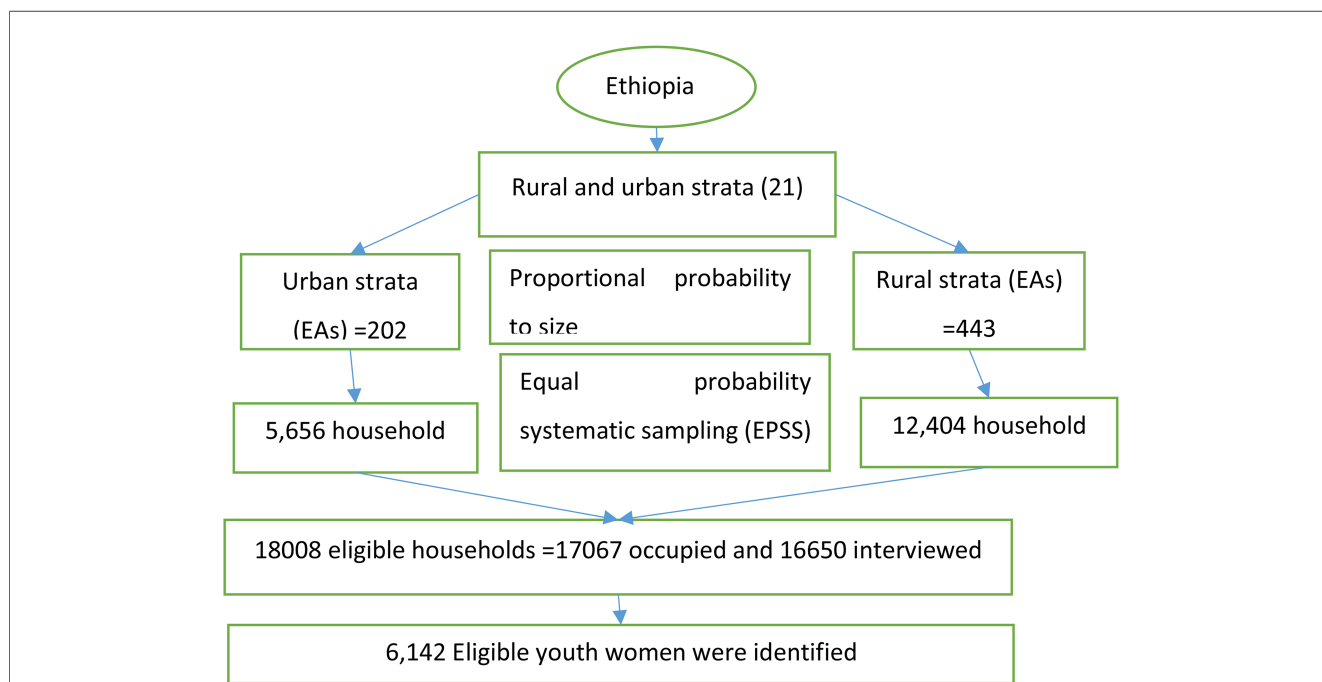 Ethiopia
Rural and urban strata (21)
Urban strata
(EAs) =202
Proportional probability
to size
Rural strata (EAs)
=443
Equal probability
systematic sampling (EPSS)
5,656 household
12,404 household
18008 eligible households =17067 occupied and 16650 interviewed
6,142 Eligible youth women were identified